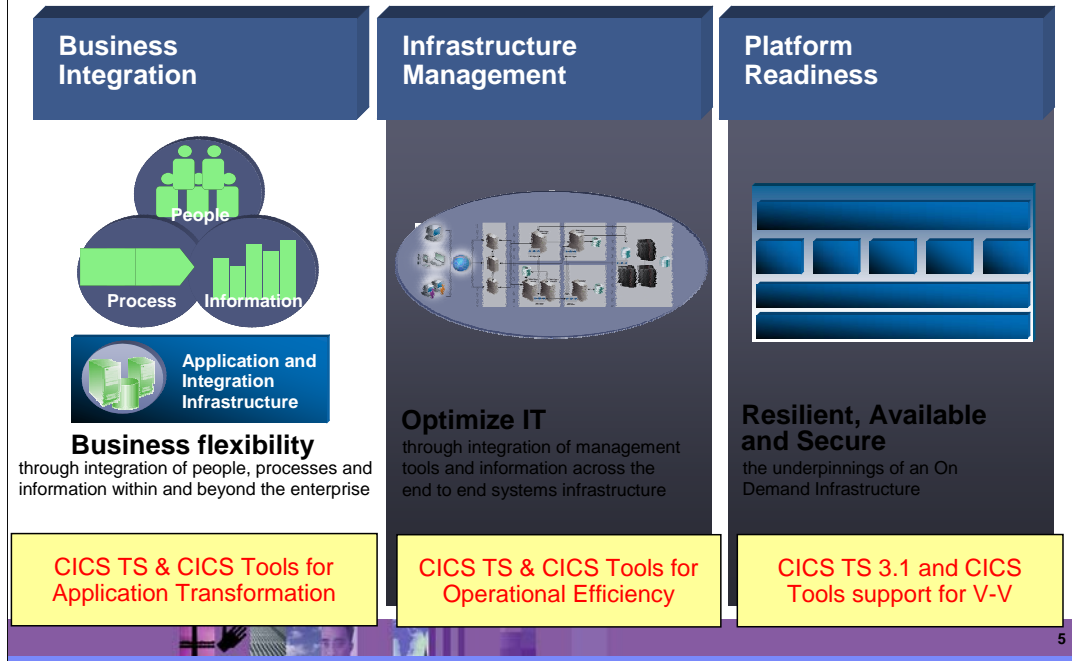 Business
Integration
Infrastructure
Management
Platform
Readiness
People
Process
Information
Application and
Integration
Infrastructure
Business flexibility
through integration of people, processes and
information within and beyond the enterprise
Optimize IT
through integration of management
tools and information across the
end to end systems infrastructure
Resilient, Available
and Secure
the underpinnings of an On
Demand Infrastructure
CICS TS & CICS Tools for
Application Transformation
CICS TS & CICS Tools for
Operational Efficiency
CICS TS 3.1 and CICS
Tools support for V-V
5